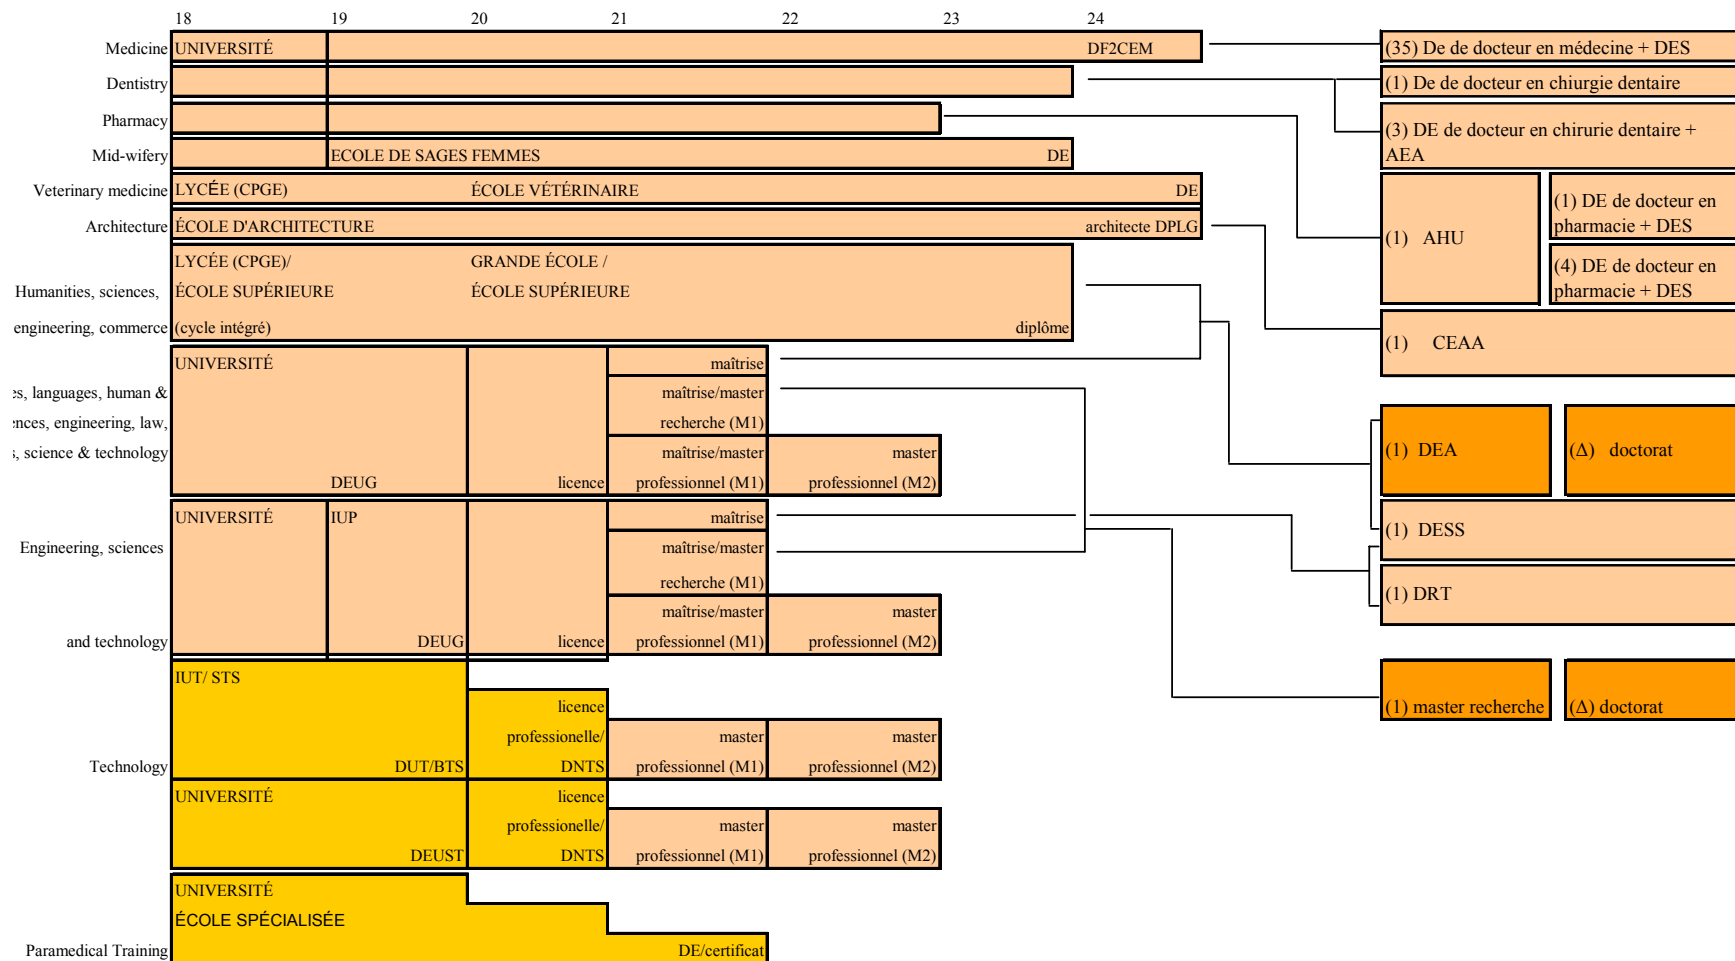 18 19 20 21 22 23 24
Medicine UNIVERSITÉ DF2CEM (35) De de docteur en médecine + DES
Dentistry (1) De de docteur en chiurgie dentaire
Pharmacy (3) DE de docteur en chirurie dentaire +
AEA
Mid-wifery ECOLE DE SAGES FEMMES DE
Veterinary medicine LYCÉE (CPGE) ÉCOLE VÉTÉRINAIRE DE
(1) DE de docteur en
pharmacie + DES
Architecture ÉCOLE D'ARCHITECTURE architecte DPLG
(1) AHU
(4) DE de docteur en
pharmacie + DES
LYCÉE (CPGE)/ GRANDE ÉCOLE /
Humanities, sciences, ÉCOLE SUPÉRIEURE ÉCOLE SUPÉRIEURE
engineering, commerce (cycle intégré) diplôme
(1) CEAA
UNIVERSITÉ maîtrise
es, languages, human & maîtrise/master
ences, engineering, law, recherche (M1)
s, science & technology maîtrise/master master
(1) DEA (Δ) doctorat
DEUG licence professionnel (M1) professionnel (M2)
UNIVERSITÉ IUP maîtrise
(1) DESS
Engineering, sciences maîtrise/master
recherche (M1)
(1) DRT
maîtrise/master master
and technology DEUG licence professionnel (M1) professionnel (M2)
IUT/ STS
licence
(1) master recherche (Δ) doctorat
professionelle/ master master
Technology DUT/BTS DNTS professionnel (M1) professionnel (M2)
UNIVERSITÉ licence
professionelle/ master master
DEUST DNTS professionnel (M1) professionnel (M2)
UNIVERSITÉ
ÉCOLE SPÉCIALISÉE
Paramedical Training DE/certificat